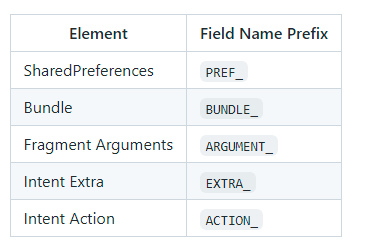 Element Field Name Prefix
SharedPreferences PREF_
Bundle BUNDLE_
Fragment Arguments ARGUMENT_
Intent Extra EXTRA_
Intent Action ACTION_